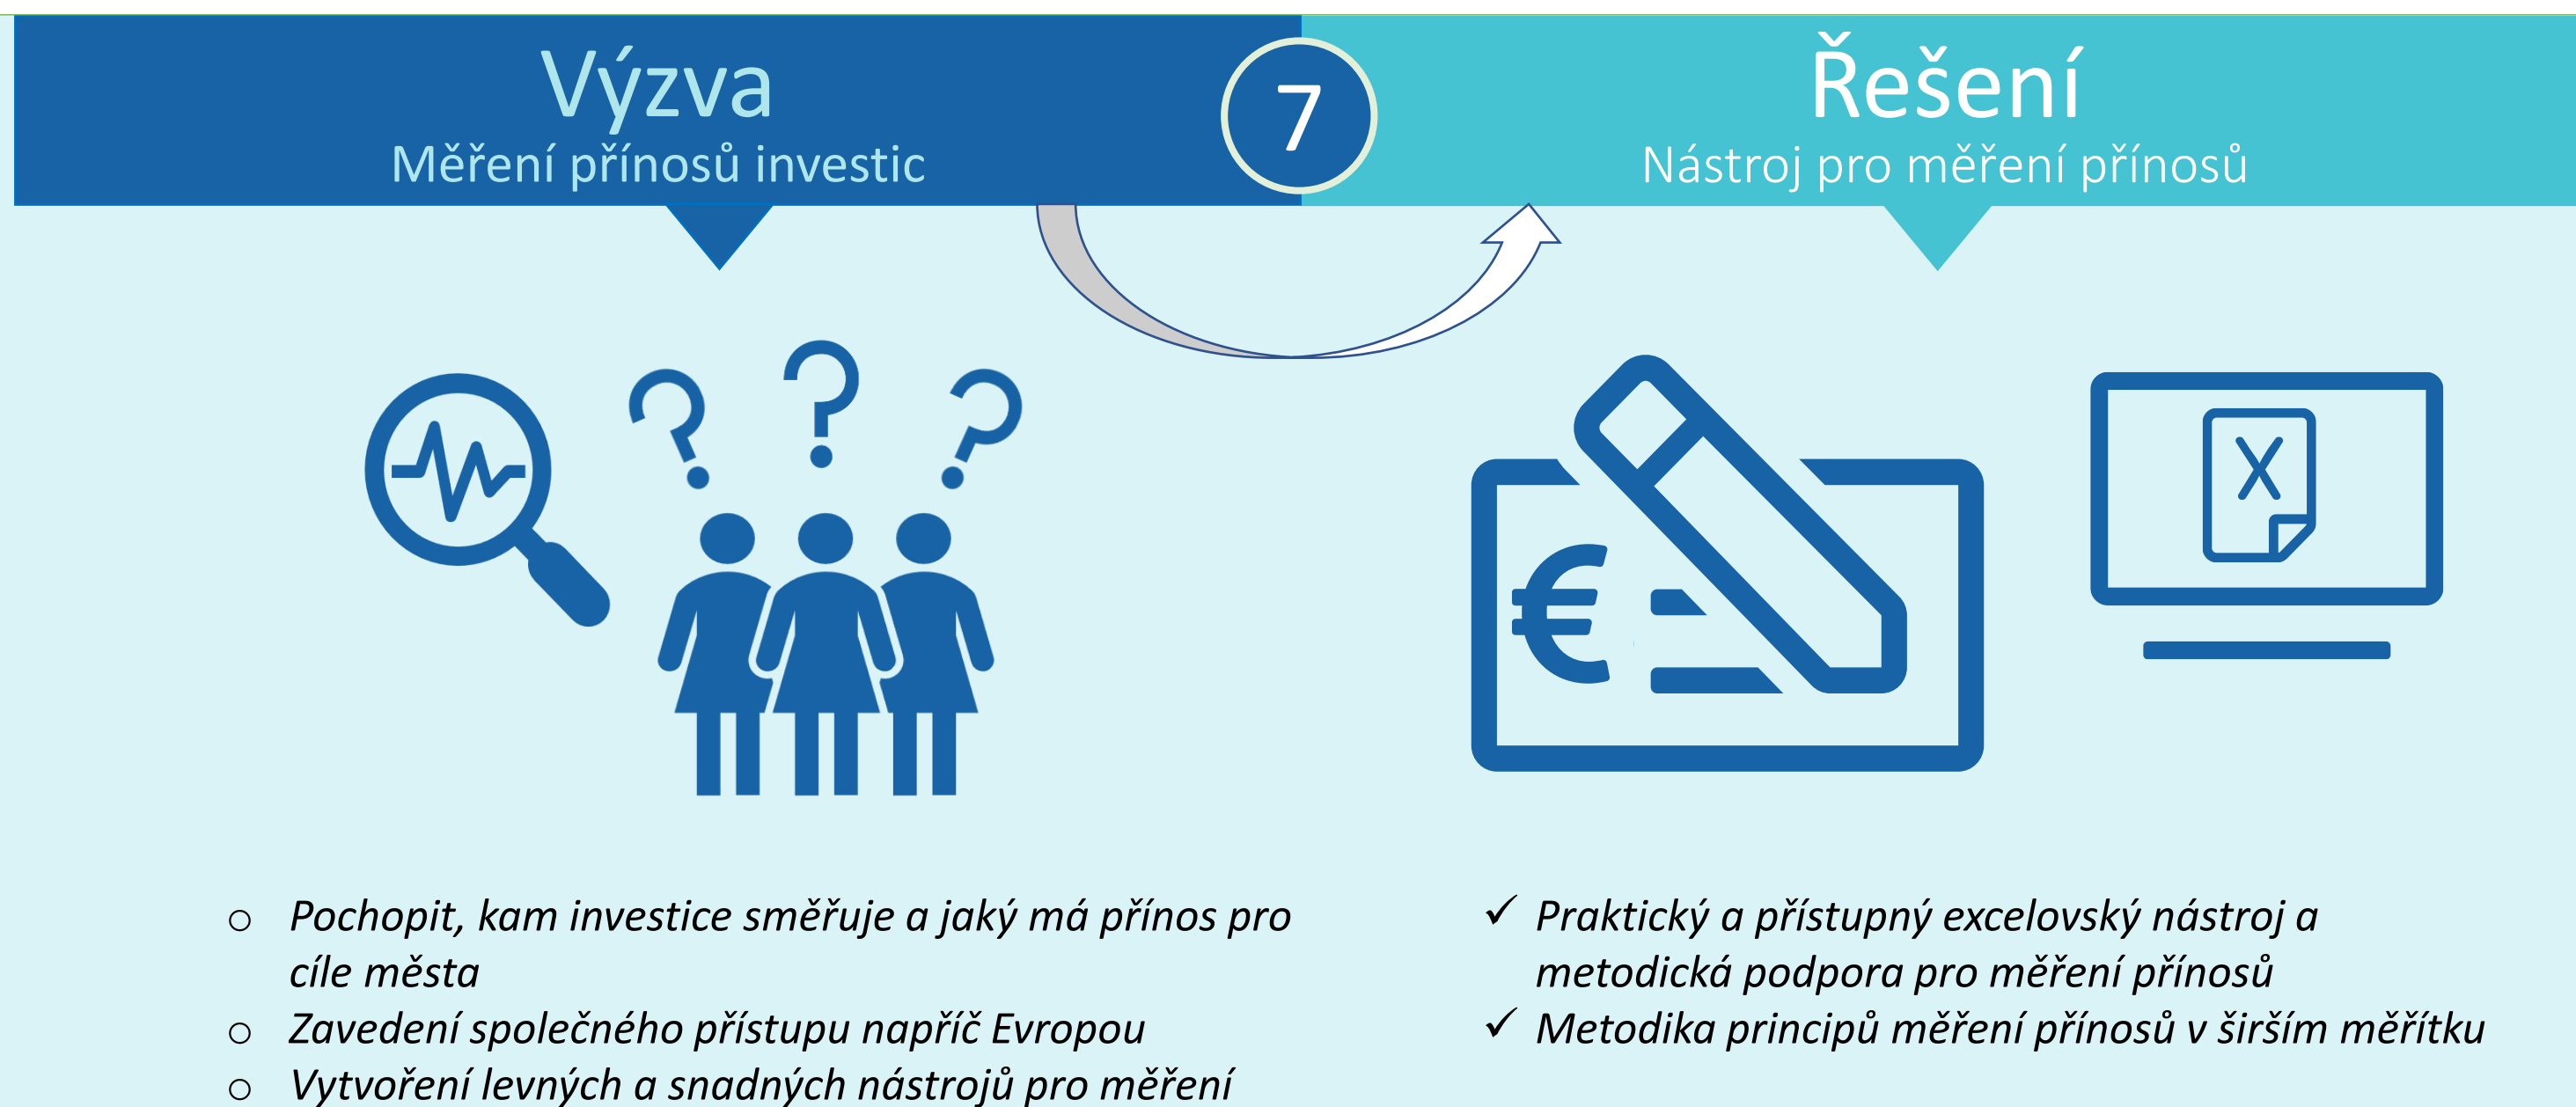 Výzva
Měření přínosů investic
7
Řešení
Nástroj pro měření přínosů
€
X
? ? ?
o Pochopit, kam investice směřuje a jaký má přínos pro
cíle města
o Zavedení společného přístupu napříč Evropou
o Vytvoření levných a snadných nástrojů pro měření
✓ Praktický a přístupný excelovský nástroj a
metodická podpora pro měření přínosů
✓ Metodika principů měření přínosů v širším měřítku